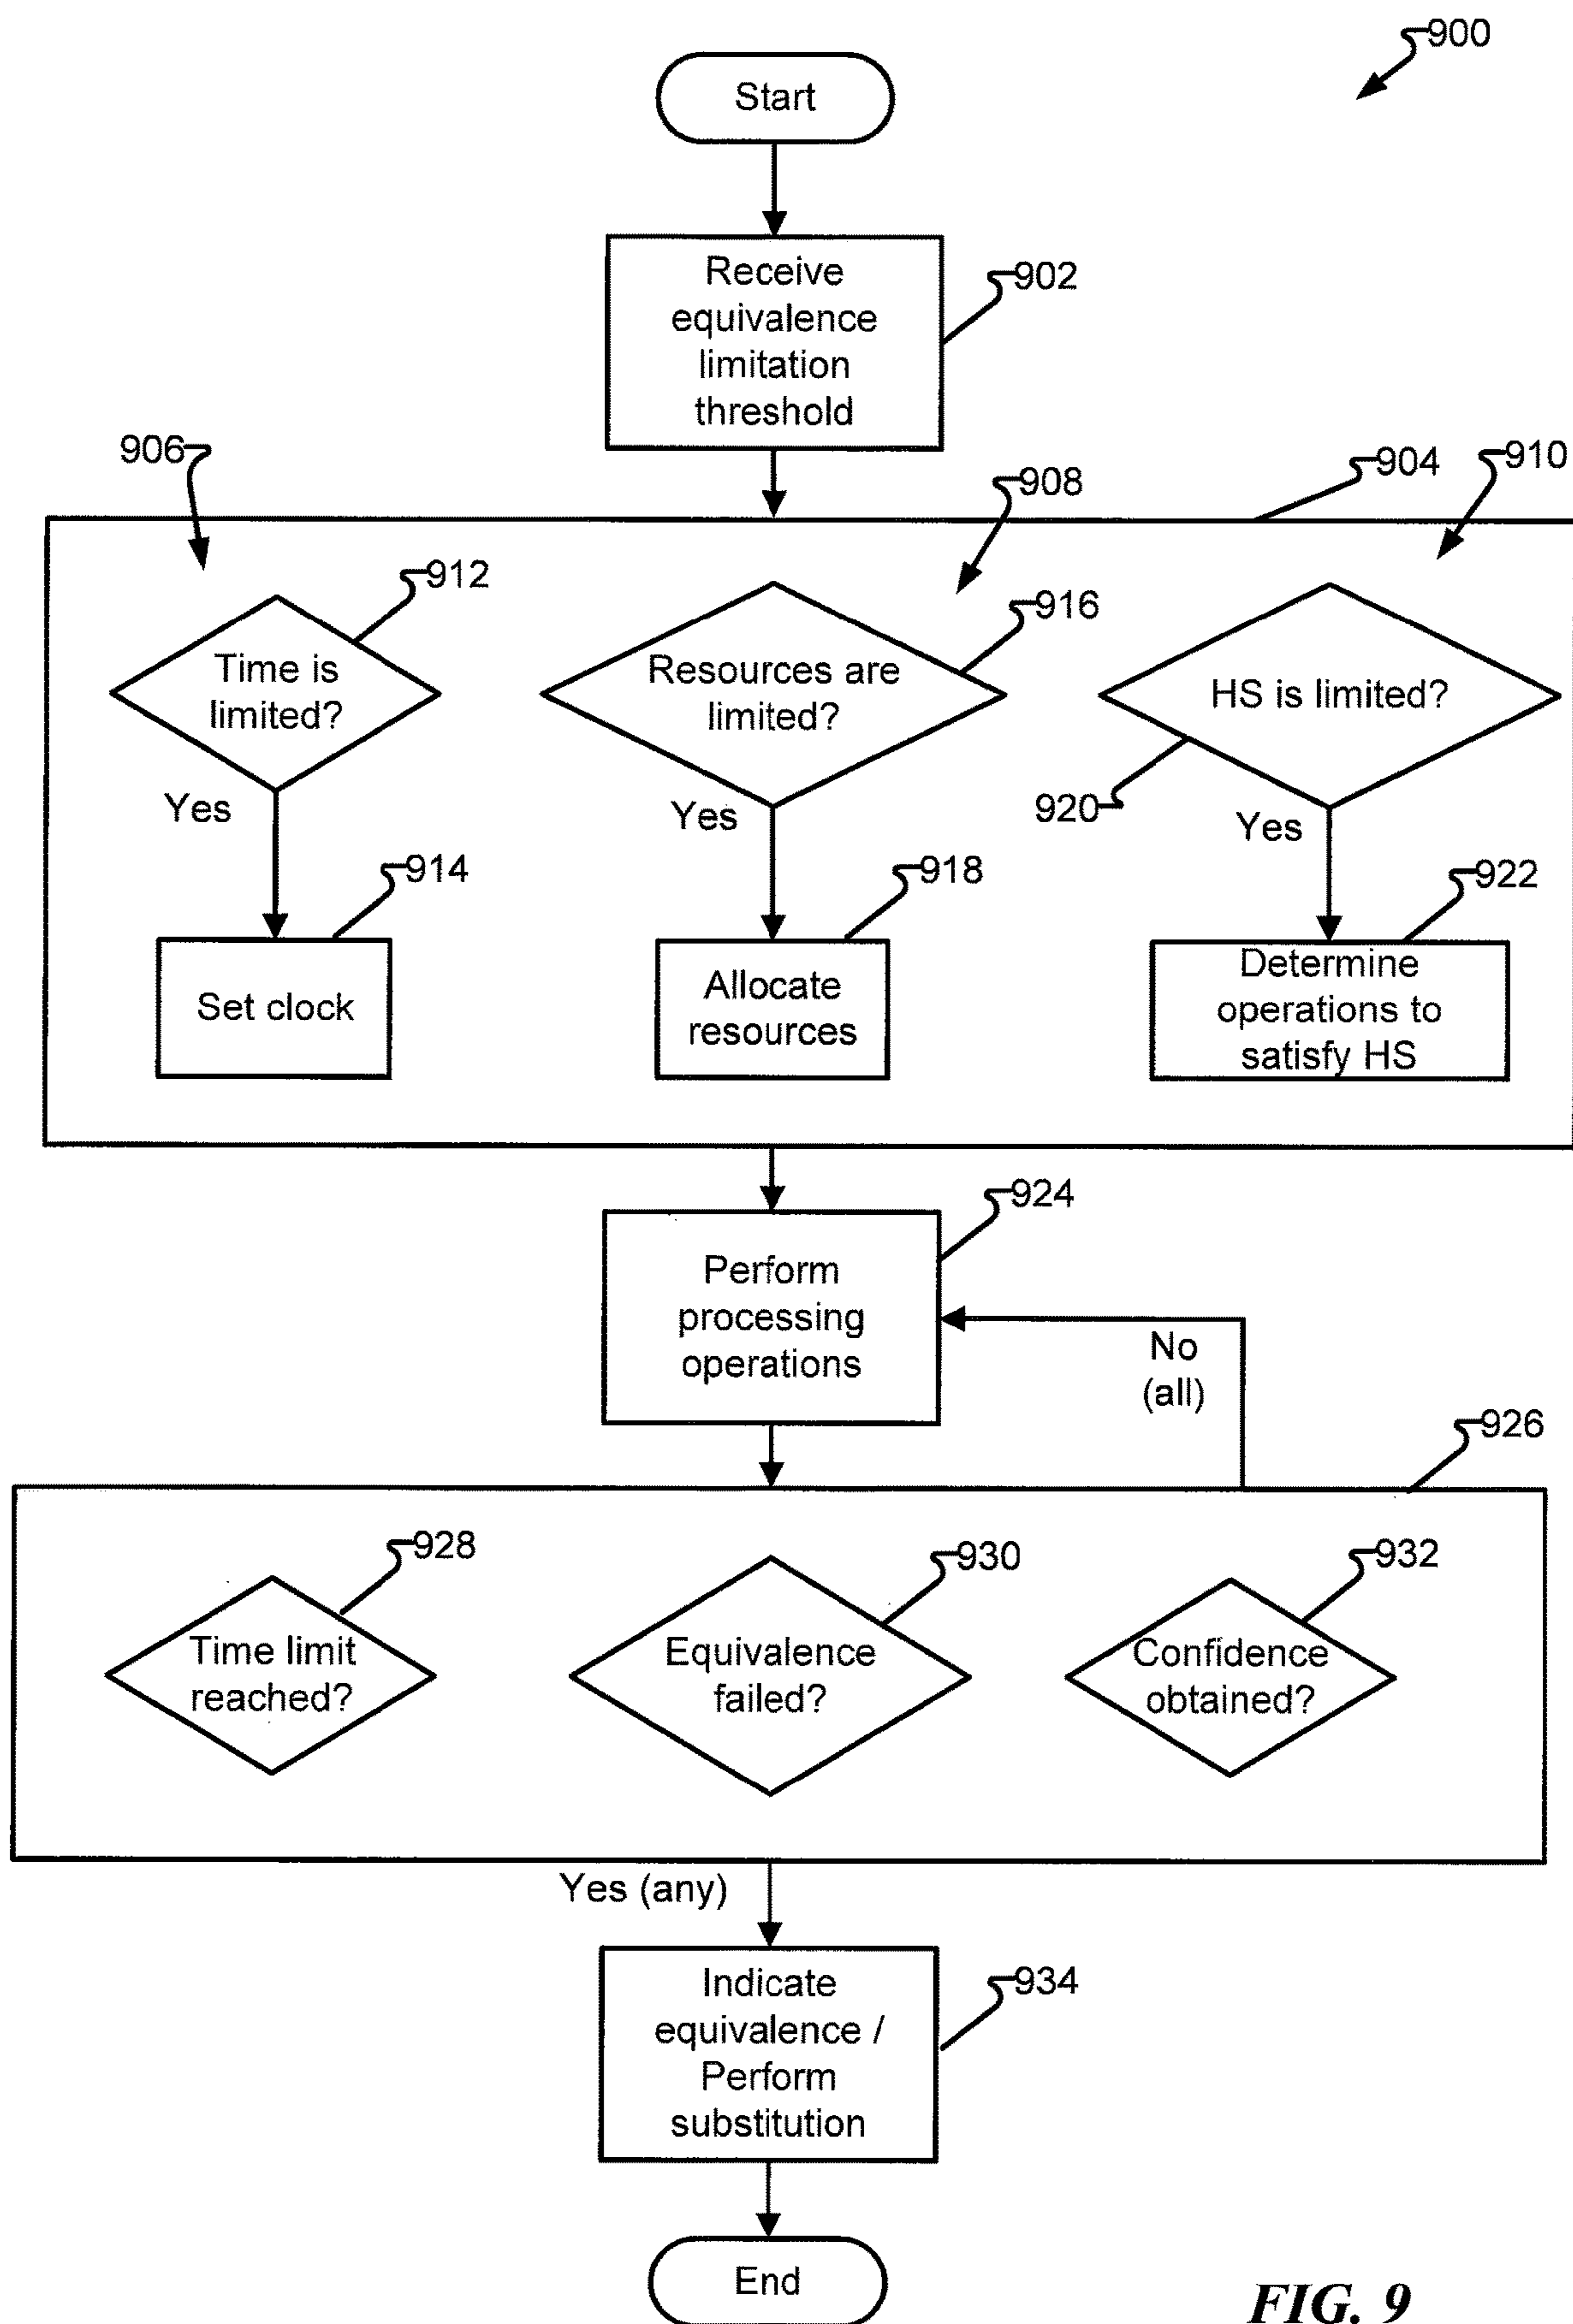 900
Start
Receive
equivalence
limitation
threshold
902
906
908
904
910
912
Time is
limited?
916
Resources are
limited?
HS is limited?
920
Yes
Yes
Yes
914
Set clock
918
Allocate
resources
922
Determine
operations to
satisfy HS
924
Perform
processing
operations
No
(all)
926
928
Time limit
reached?
930
Equivalence
failed?
932
Confidence
obtained?
Yes (any)
Indicate
equivalence /
Perform
substitution
934
End
FIG. 9